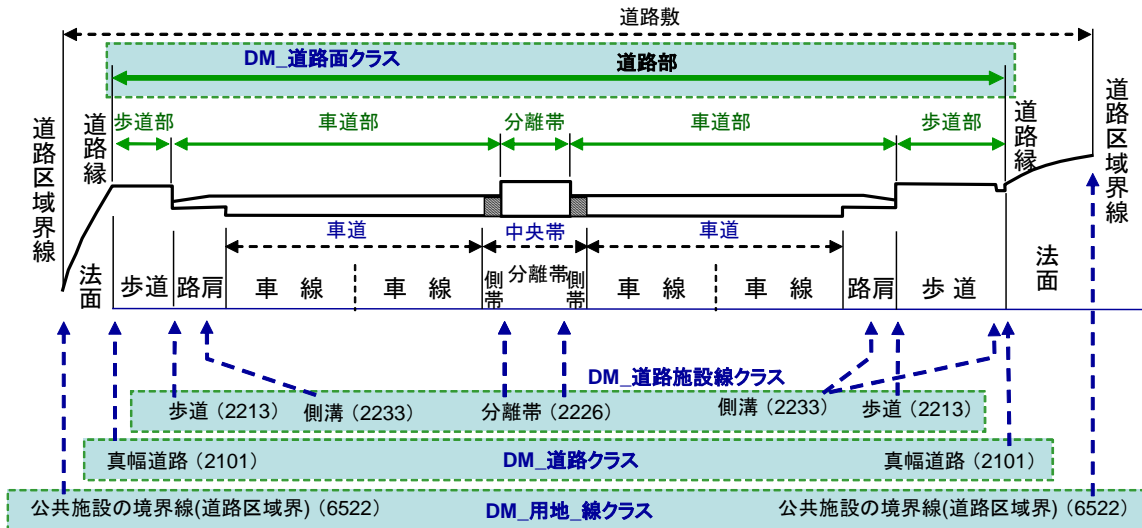 道路敷
DM_道路面クラス 道路部
道路区域界線
道路縁
歩道部 車道部 分離帯 車道部 歩道部
道路縁
道路区域界線
車道 中央帯 車道
法面
歩道 路肩 車線 車線 側帯 分離帯 側帯 車線 車線 路肩 歩道
法面
DM_道路施設線クラス
歩道(2213) 側溝(2233) 分離帯(2226) 側溝(2233) 歩道(2213)
真幅道路(2101) DM_道路クラス 真幅道路(2101)
公共施設の境界線(道路区域界)(6522) DM_用地_線クラス 公共施設の境界線(道路区域界)(6522)